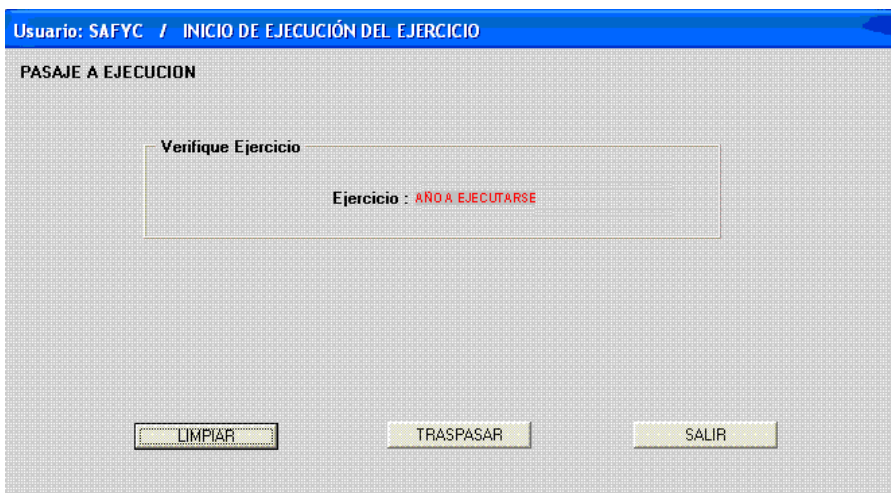 Usuario: SAFYC / INICIO DE EJECUCIÓN DEL EJERCICIO
PASAJE A EJECUCION
Verifique Ejercicio
Ejercicio : AÑO A EJECUTARSE
LIMPIAR TRASPASAR SALIR